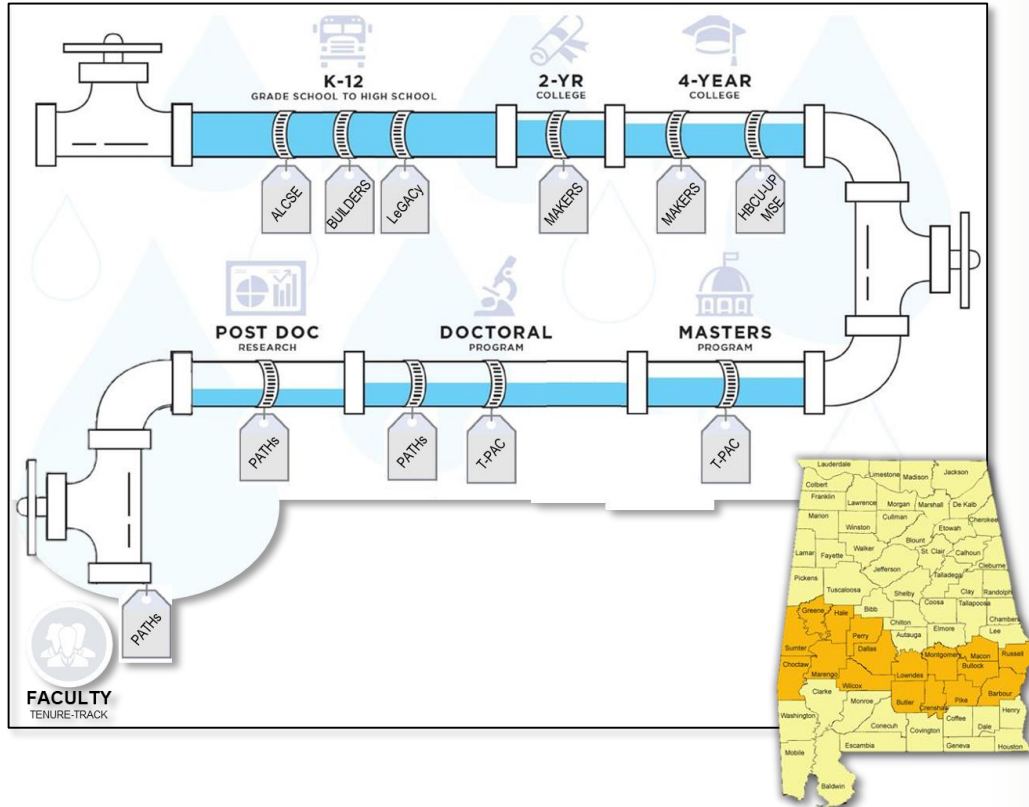 K-12
GRADE SCHOOL TO HIGH SCHOOL
2-YR
COLLEGE
4-YEAR
COLLEGE
ALCSE
BUILDERS
LeGACy
MAKERS
MAKERS
HBCU-UP
MSE
POST DOC
RESEARCH
DOCTORAL
PROGRAM
MASTERS
PROGRAM
PATHs
PATHs
T-PAC
T-PAC
PATHs
FACULTY
TENURE-TRACK
Lauderdale
Limestone
Madison
Jackson
Colbert
Franklin
Lawrence
Morgan
Marshall
De Kalb
Marion
Winston
Cullman
Etowah
Cherokee
Blount
Lamar
Fayette
Walker
St. Clair
Calhoun
Jefferson
Cleburne
Pickens
Tuscaloosa
Talladega
Shelby
Clay
Randolph
Bibb
Coosa
Tallapoosa
Chambers
Greene
Hale
Chilton
Perry
Autauga
Elmore
Lee
Sumter
Dallas
Montgomery
Macon
Russell
Choctaw
Marengo
Lowndes
Bullock
Wilcox
Clarke
Butler
Crenshaw
Pike
Barbour
Monroe
Washington
Conecuh
Covington
Coffee
Dale
Henry
Mobile
Escambia
Geneva
Houston
Baldwin